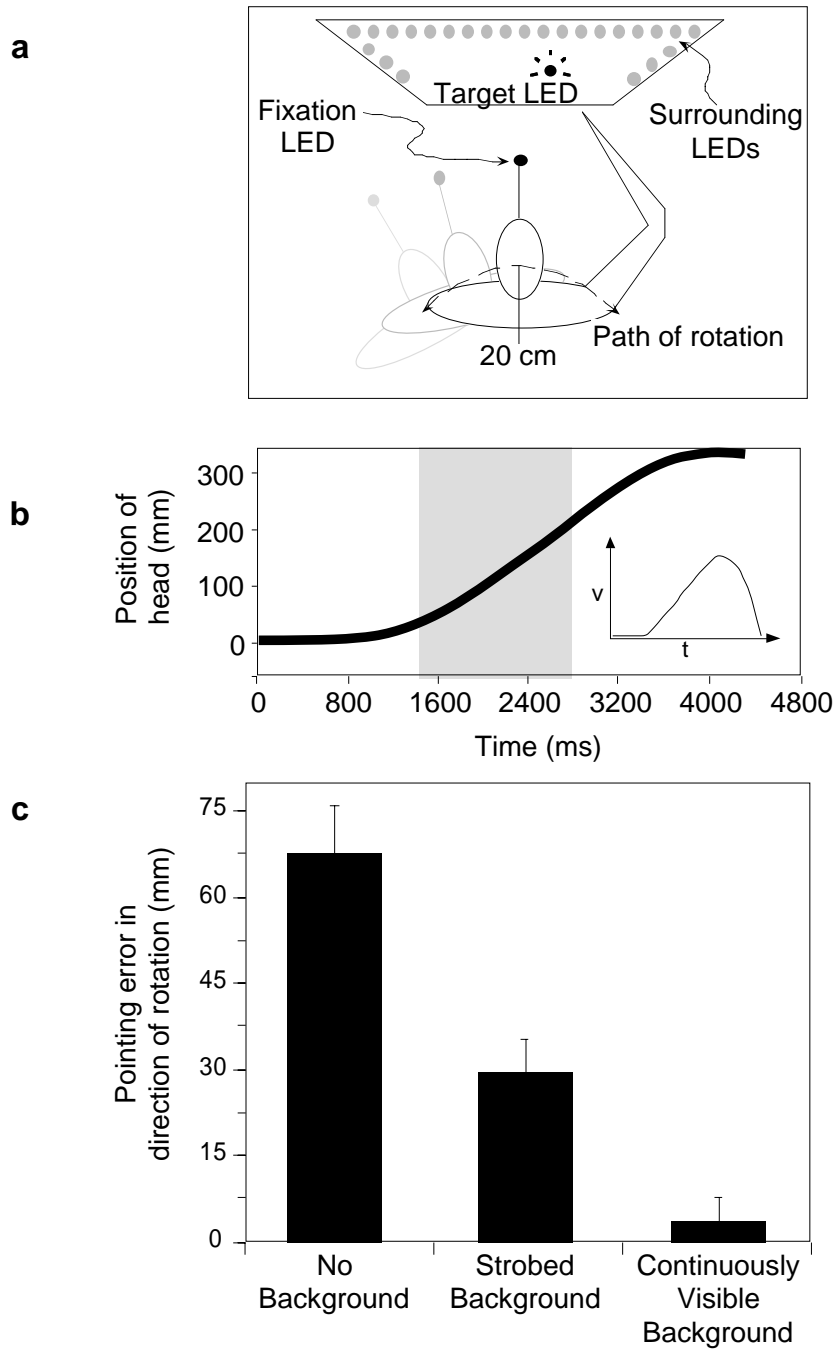 a
Target LED
Fixation
LED
Surrounding
LEDs
Path of rotation
20 cm
b
Position of
head (mm)
300
200
100
0
v
t
0 800 1600 2400 3200 4000 4800
Time (ms)
c
Pointing error in
direction of rotation (mm)
75
60
45
30
15
0
No
Background
Strobed
Background
Continuously
Visible
Background